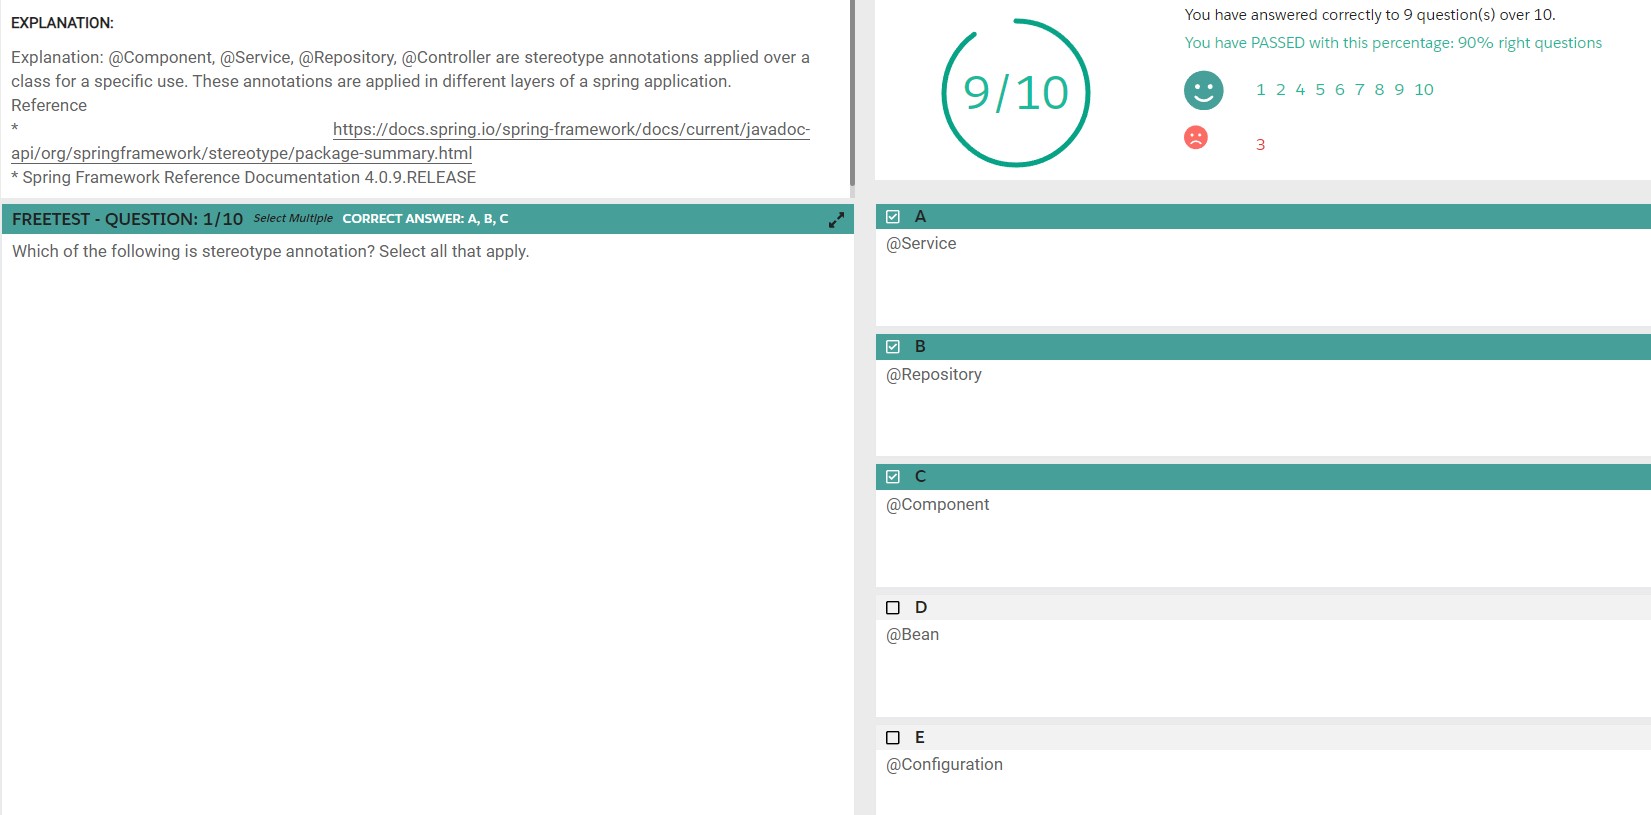 EXPLANATION:
Explanation: @Component, @Service, @Repository, @Controller are stereotype annotations applied over a
class for a specific use. These annotations are applied in different layers of a spring application.
Reference
* https://docs.spring.io/spring-framework/docs/current/javadoc-
api/org/springframework/stereotype/package-summary.html
* Spring Framework Reference Documentation 4.0.9.RELEASE
9/10
You have answered correctly to 9 question(s) over 10.
You have PASSED with this percentage: 90% right questions
1 2 4 5 6 7 8 9 10
3
FREETEST - QUESTION: 1/10 Select Multiple CORRECT ANSWER: A, B, C
Which of the following is stereotype annotation? Select all that apply.
A
@Service
B
@Repository
C
@Component
D
@Bean
E
@Configuration